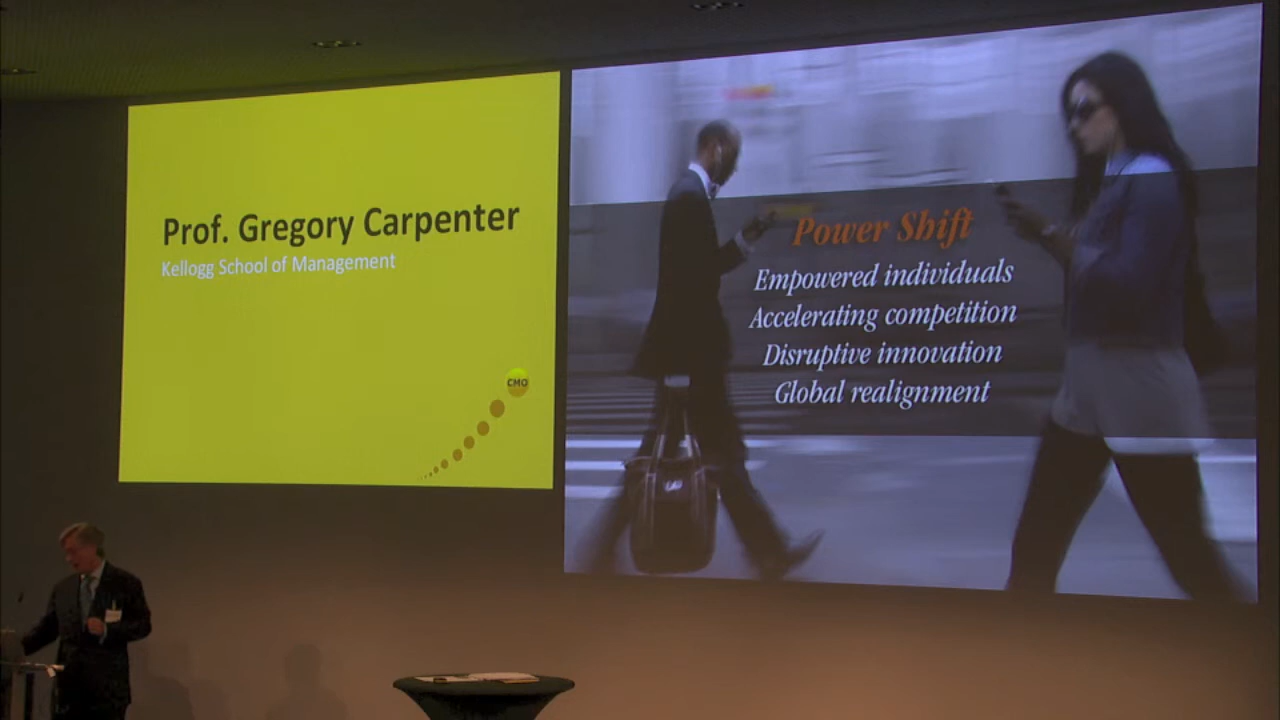 Prof. Gregory Carpenter
Kellogg School of Management
CMO
Power Shift
Empowered individuals
Accelerating competition
Disruptive innovation
Global realignment